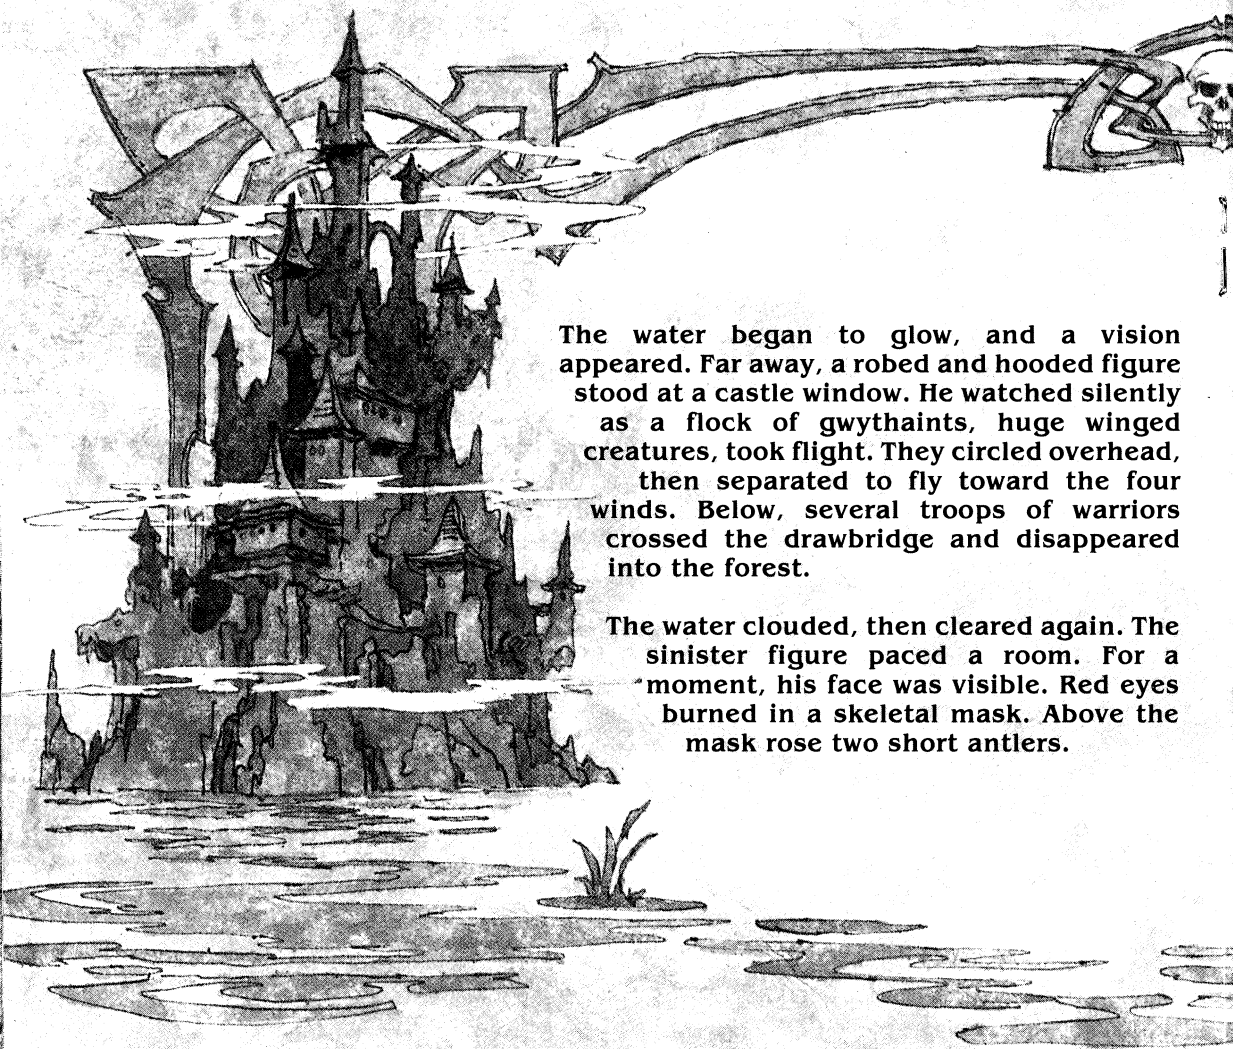 The water began to glow, and a vision
appeared. Far away, a robed and hooded figure
stood at a castle window. He watched silently
as a flock of gwythaints, huge winged
creatures, took flight. They circled overhead,
then separated to fly toward the four
winds. Below, several troops of warriors
crossed the drawbridge and disappeared
into the forest.
The water clouded, then cleared again. The
sinister figure paced a room. For a
moment, his face was visible. Red eyes
burned in a skeletal mask. Above the
mask rose two short antlers.